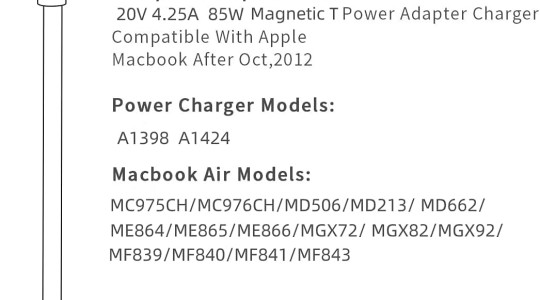 20V 4.25A 85W Magnetic T Power Adapter Charger
Compatible With Apple
Macbook After Oct,2012
Power Charger Models:
A1398 A1424
Macbook Air Models:
MC975CH/MC976CH/MD506/MD213/ MD662/
ME864/ME865/ME866/MGX72/ MGX82/MGX92/
MF839/MF840/MF841/MF843